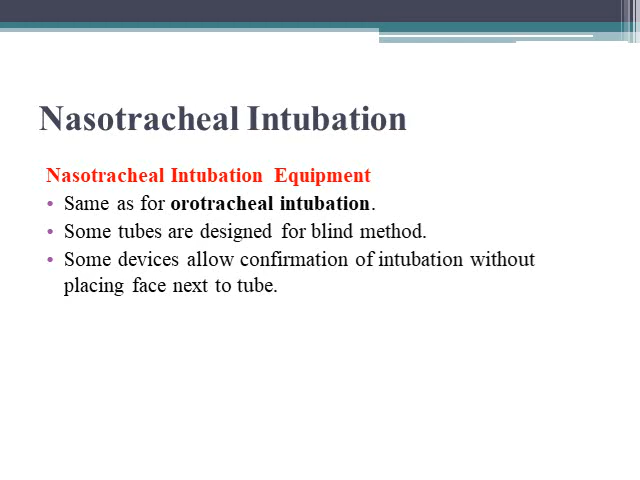 Nasotracheal Intubation
Nasotracheal Intubation Equipment
• Same as for orotracheal intubation.
• Some tubes are designed for blind method.
• Some devices allow confirmation of intubation without
placing face next to tube.